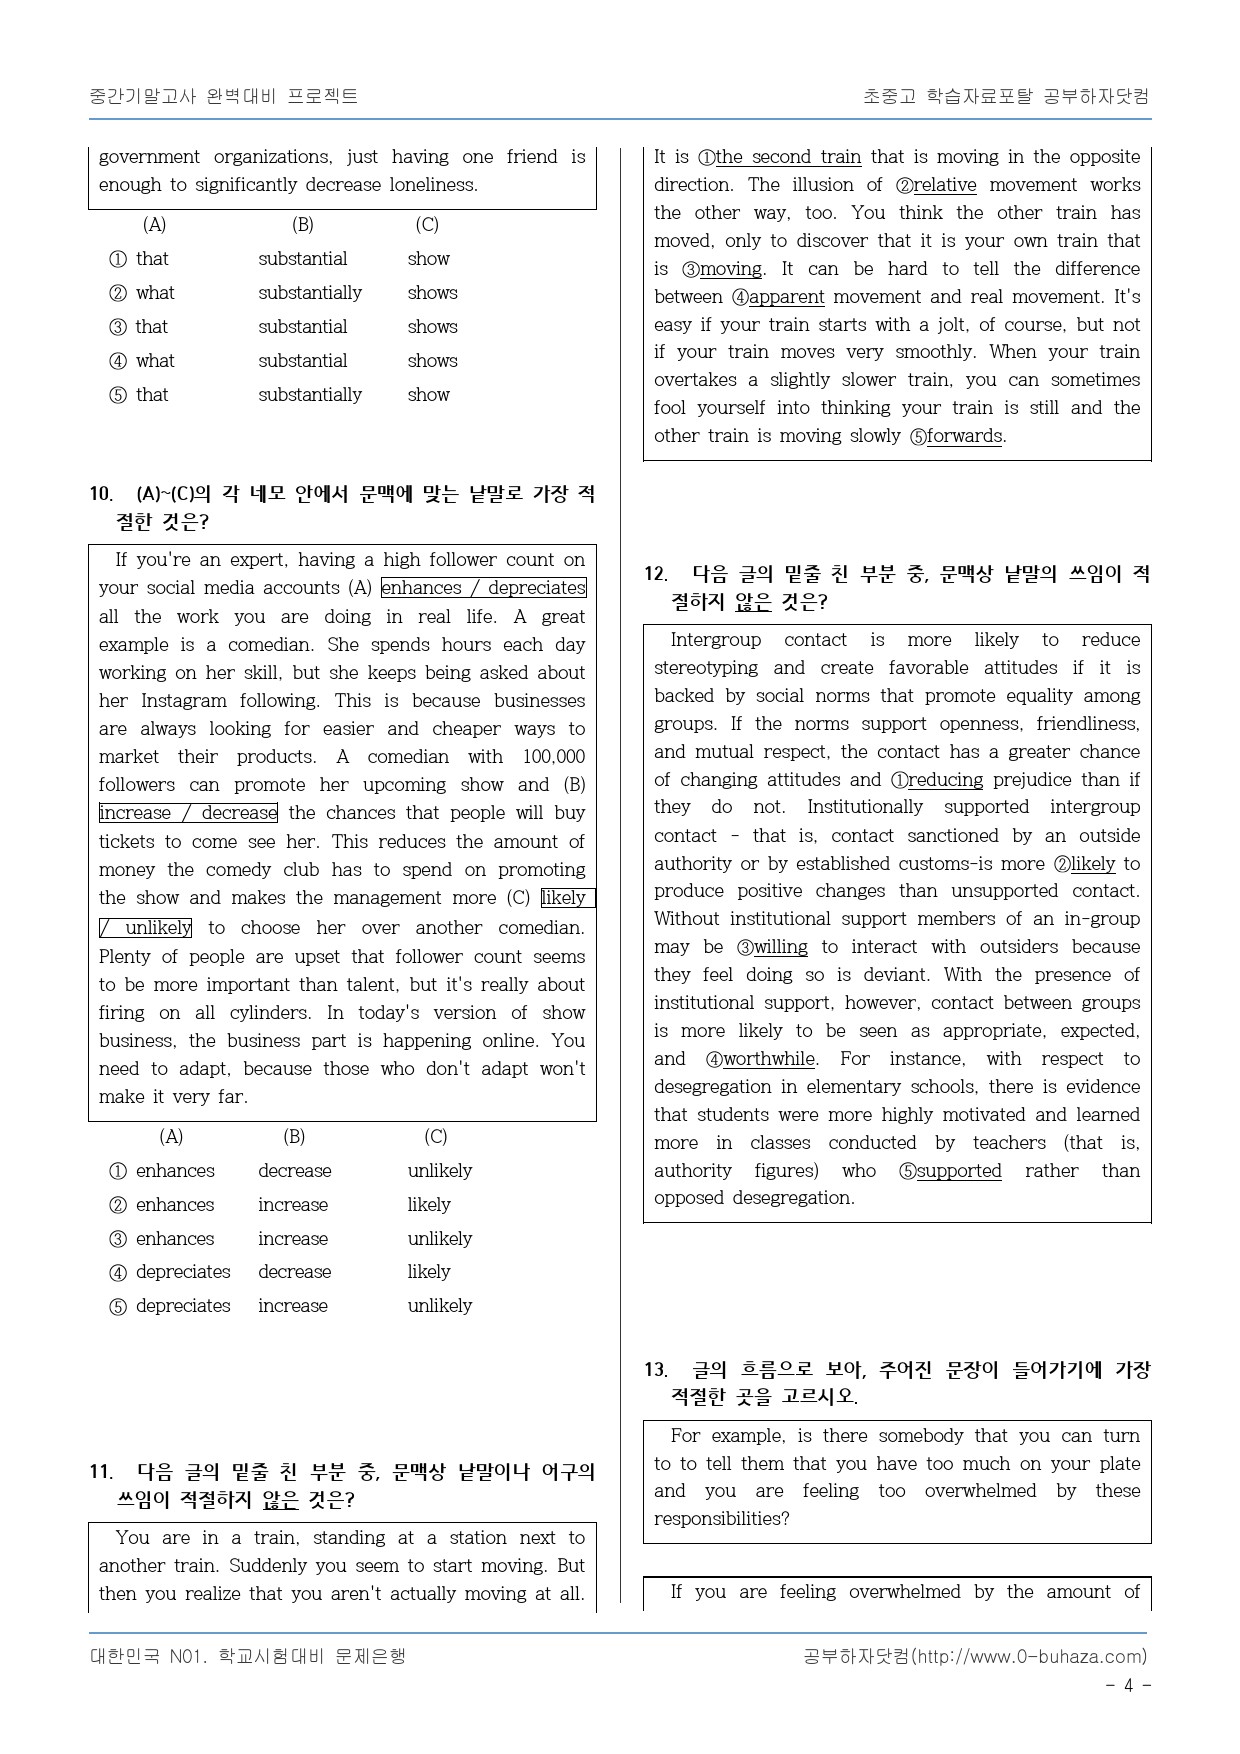 중간기말고사 완벽대비 프로젝트
초중고 학습자료포탈 공부하자닷컴
government organizations, just having one friend is
enough to significantly decrease loneliness.
(A) (B) (C)
① that substantial show
② what substantially shows
③ that substantial shows
④ what substantial shows
⑤ that substantially show
10. (A)~(C)의 각 네모 안에서 문맥에 맞는 낱말로 가장 적
절한 것은?
If you're an expert, having a high follower count on
your social media accounts (A) enhances / depreciates
all the work you are doing in real life. A great
example is a comedian. She spends hours each day
working on her skill, but she keeps being asked about
her Instagram following. This is because businesses
are always looking for easier and cheaper ways to
market their products. A comedian with 100,000
followers can promote her upcoming show and (B)
increase / decrease the chances that people will buy
tickets to come see her. This reduces the amount of
money the comedy club has to spend on promoting
the show and makes the management more (C) likely
/ unlikely to choose her over another comedian.
Plenty of people are upset that follower count seems
to be more important than talent, but it's really about
firing on all cylinders. In today's version of show
business, the business part is happening online. You
need to adapt, because those who don't adapt won't
make it very far.
(A) (B) (C)
① enhances decrease unlikely
② enhances increase likely
③ enhances increase unlikely
④ depreciates decrease likely
⑤ depreciates increase unlikely
11. 다음 글의 밑줄 친 부분 중, 문맥상 낱말이나 어구의
쓰임이 적절하지 않은 것은?
You are in a train, standing at a station next to
another train. Suddenly you seem to start moving. But
then you realize that you aren't actually moving at all.
It is ①the second train that is moving in the opposite
direction. The illusion of ②relative movement works
the other way, too. You think the other train has
moved, only to discover that it is your own train that
is ③moving. It can be hard to tell the difference
between ④apparent movement and real movement. It's
easy if your train starts with a jolt, of course, but not
if your train moves very smoothly. When your train
overtakes a slightly slower train, you can sometimes
fool yourself into thinking your train is still and the
other train is moving slowly ⑤forwards.
12. 다음 글의 밑줄 친 부분 중, 문맥상 낱말의 쓰임이 적
절하지 않은 것은?
Intergroup contact is more likely to reduce
stereotyping and create favorable attitudes if it is
backed by social norms that promote equality among
groups. If the norms support openness, friendliness,
and mutual respect, the contact has a greater chance
of changing attitudes and ①reducing prejudice than if
they do not. Institutionally supported intergroup
contact - that is, contact sanctioned by an outside
authority or by established customs-is more ②likely to
produce positive changes than unsupported contact.
Without institutional support members of an in-group
may be ③willing to interact with outsiders because
they feel doing so is deviant. With the presence of
institutional support, however, contact between groups
is more likely to be seen as appropriate, expected,
and ④worthwhile. For instance, with respect to
desegregation in elementary schools, there is evidence
that students were more highly motivated and learned
more in classes conducted by teachers (that is,
authority figures) who ⑤supported rather than
opposed desegregation.
13. 글의 흐름으로 보아, 주어진 문장이 들어가기에 가장
적절한 곳을 고르시오.
For example, is there somebody that you can turn
to to tell them that you have too much on your plate
and you are feeling too overwhelmed by these
responsibilities?
If you are feeling overwhelmed by the amount of
대한민국 N01. 학교시험대비 문제은행
공부하자닷컴(http://www.0-buhaza.com)
- 4 -